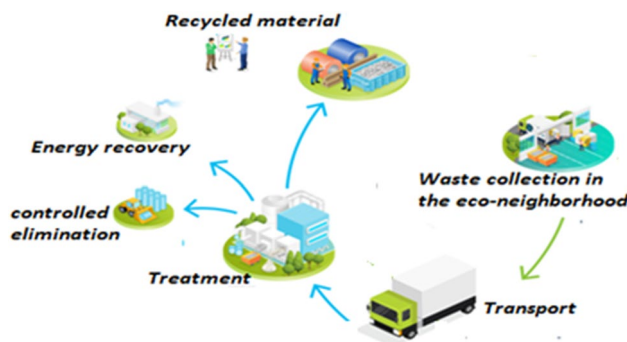 Recycled material
Energy recovery
Waste collection in
the eco-neighborhood
controlled
elimination
Treatment
Transport